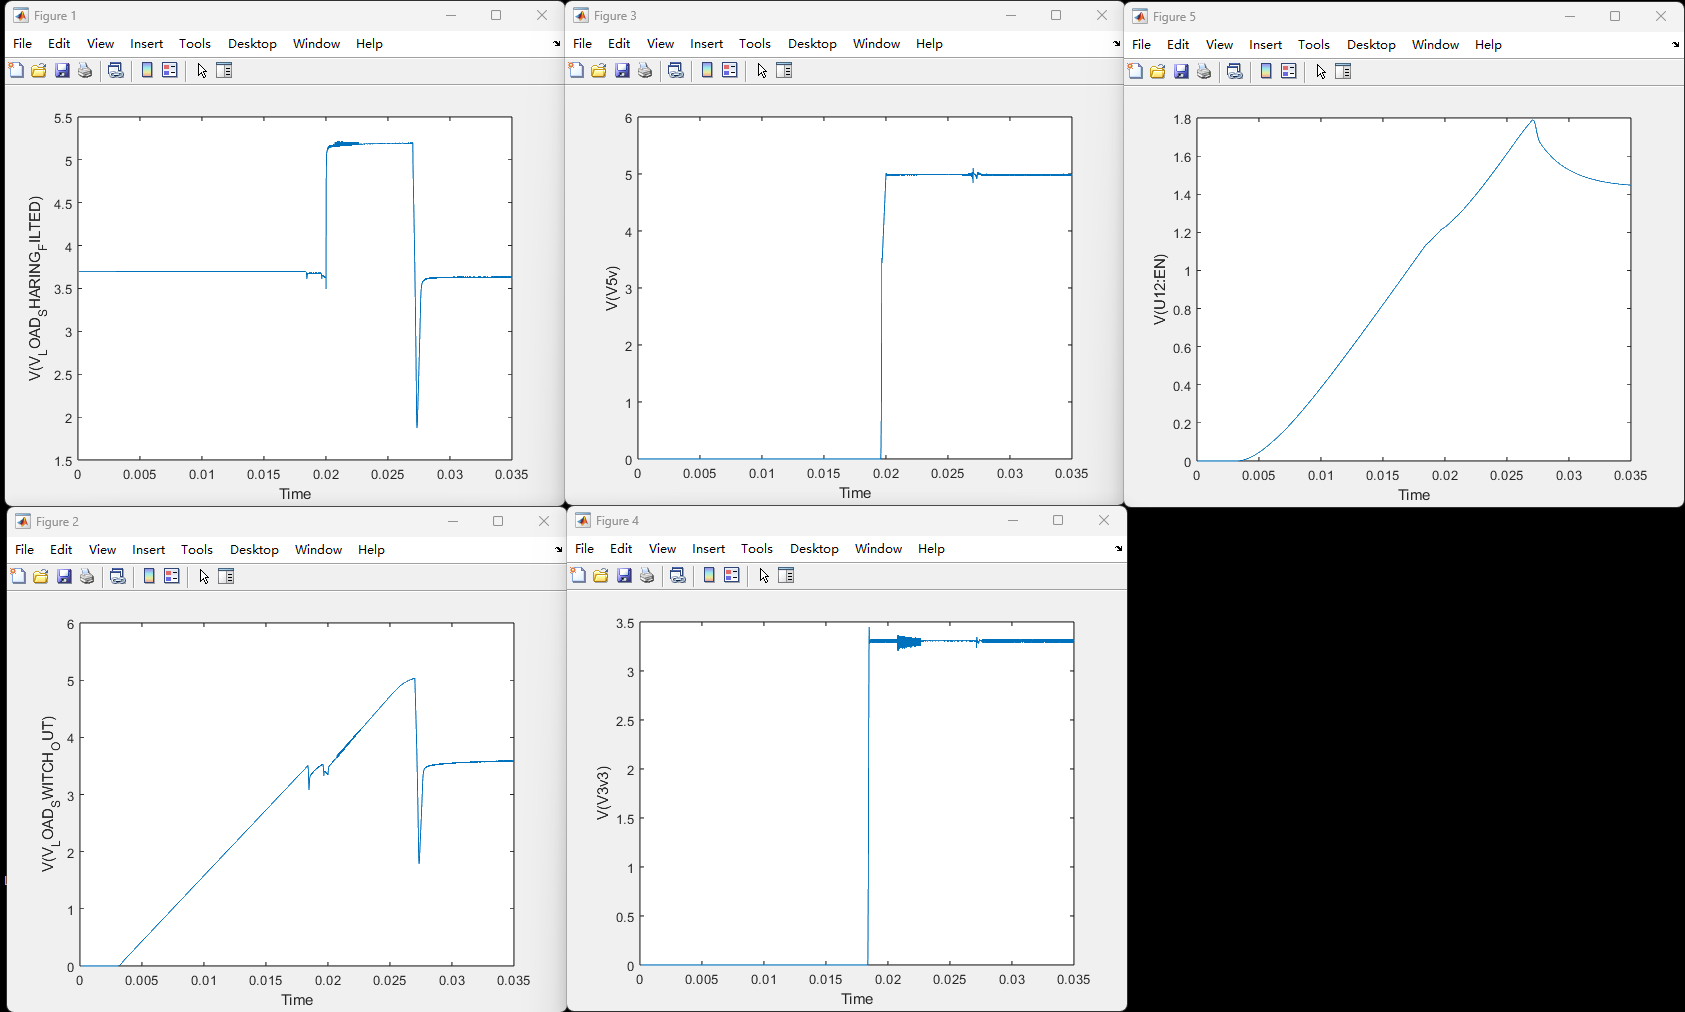 Figure 1
File Edit View Insert Tools Desktop Window Help
5.5
5
4.5
4
3.5
3
2.5
2
1.5
V(V_LOAD_SHARING_FILTED)
0 0.005 0.01 0.015 0.02 0.025 0.03 0.035
Time
Figure 3
File Edit View Insert Tools Desktop Window Help
6
5
4
3
2
1
0
V(V5v)
0 0.005 0.01 0.015 0.02 0.025 0.03 0.035
Time
Figure 5
File Edit View Insert Tools Desktop Window Help
1.8
1.6
1.4
1.2
1
0.8
0.6
0.4
0.2
0
V(U12:EN)
0 0.005 0.01 0.015 0.02 0.025 0.03 0.035
Time
Figure 2
File Edit View Insert Tools Desktop Window Help
6
5
4
3
2
1
0
V(V_LOAD_SWITCH_OUT)
0 0.005 0.01 0.015 0.02 0.025 0.03 0.035
Time
Figure 4
File Edit View Insert Tools Desktop Window Help
3.5
3
2.5
2
1.5
1
0.5
0
V(V3v3)
0 0.005 0.01 0.015 0.02 0.025 0.03 0.035
Time